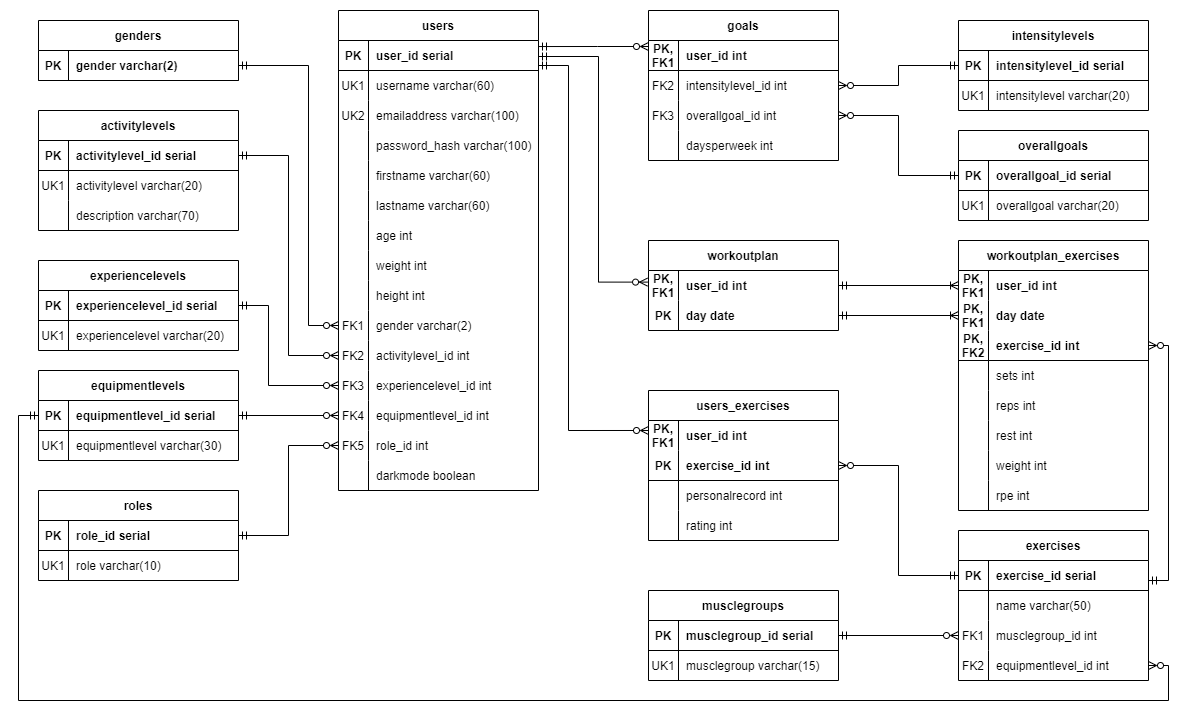 genders
PK gender varchar(2)
activitylevels
PK activitylevel_id serial
UK1 activitylevel varchar(20)
description varchar(70)
experiencelevels
PK experiencelevel_id serial
UK1 experiencelevel varchar(20)
equipmentlevels
PK equipmentlevel_id serial
UK1 equipmentlevel varchar(30)
roles
PK role_id serial
UK1 role varchar(10)
users
PK user_id serial
UK1 username varchar(60)
UK2 emailaddress varchar(100)
password_hash varchar(100)
firstname varchar(60)
lastname varchar(60)
age int
weight int
height int
FK1 gender varchar(2)
FK2 activitylevel_id int
FK3 experiencelevel_id int
FK4 equipmentlevel_id int
FK5 role_id int
darkmode boolean
goals
PK, FK1 user_id int
FK2 intensitylevel_id int
FK3 overallgoal_id int
daysperweek int
workoutplan
PK, FK1 user_id int
PK day date
users_exercises
PK, FK1 user_id int
PK exercise_id int
personalrecord int
rating int
musclegroups
PK musclegroup_id serial
UK1 musclegroup varchar(15)
intensitylevels
PK intensitylevel_id serial
UK1 intensitylevel varchar(20)
overallgoals
PK overallgoal_id serial
UK1 overallgoal varchar(20)
workoutplan_exercises
PK, FK1 user_id int
PK, FK1 day date
PK, FK2 exercise_id int
sets int
reps int
rest int
weight int
rpe int
exercises
PK exercise_id serial
name varchar(50)
FK1 musclegroup_id int
FK2 equipmentlevel_id int